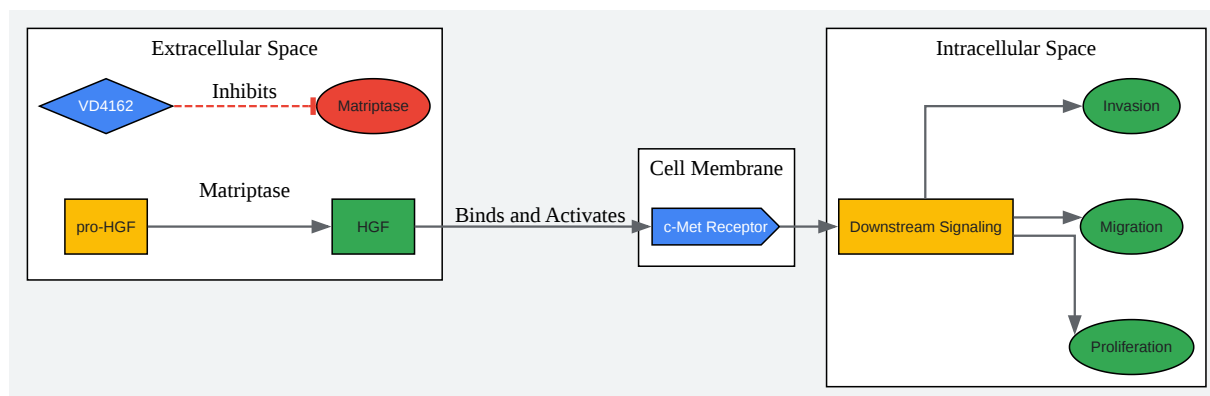 Extracellular Space
VD4162
Inhibits
Matriptase
pro-HGF
Matriptase
HGF
Binds and Activates
Cell Membrane
c-Met Receptor
Intracellular Space
Downstream Signaling
Invasion
Migration
Proliferation